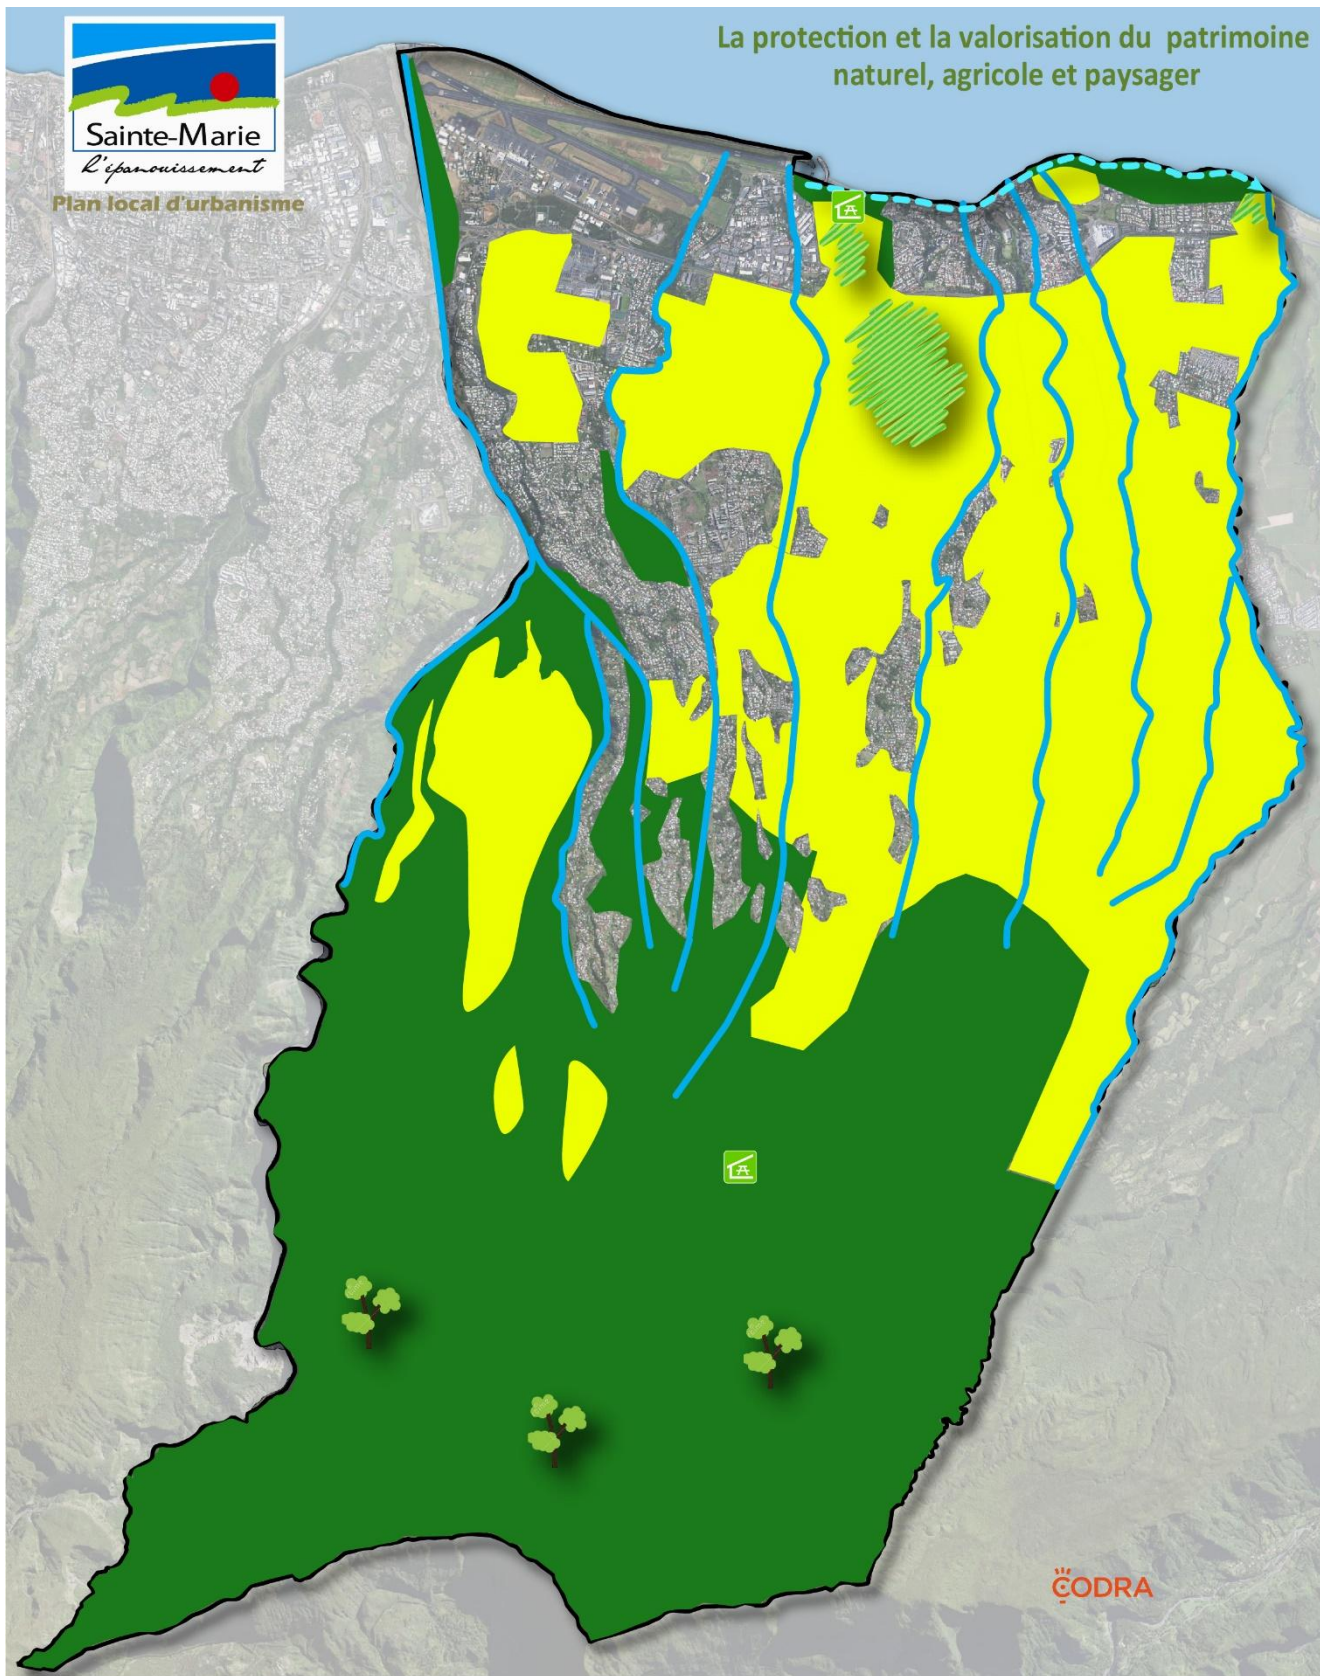 La protection et la valorisation du patrimoine
naturel, agricole et paysager
Sainte-Marie
l'épanouissement
Plan local d'urbanisme
CODRA